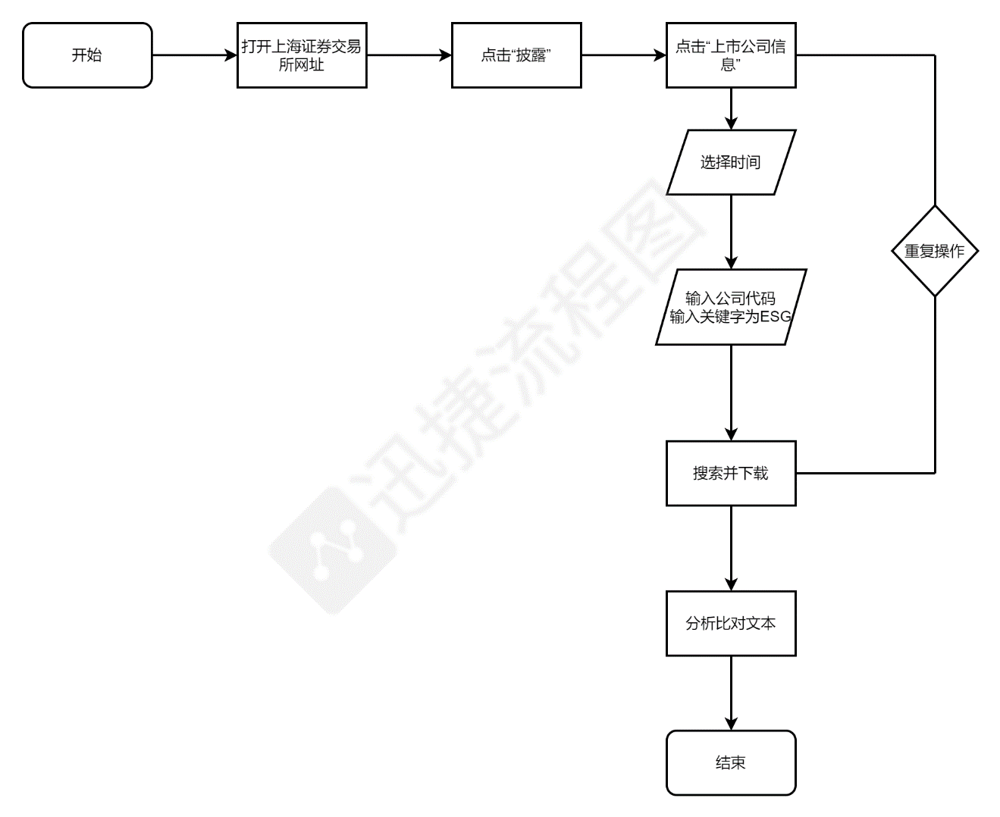 开始
打开上海证券交易
所网址
点击“披露”
点击“上市公司信
息”
选择时间
重复操作
输入公司代码
输入关键字为ESG
搜索并下载
分析比对文本
结束
迅捷流程图